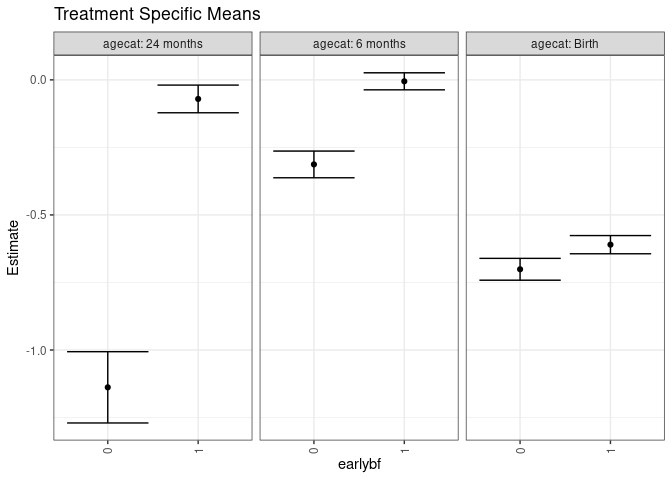 Treatment Specific Means
agecat: 24 months
agecat: 6 months
agecat: Birth
0.0
-0.5
-1.0
Estimate
0
1
0
1
0
1
earlybf